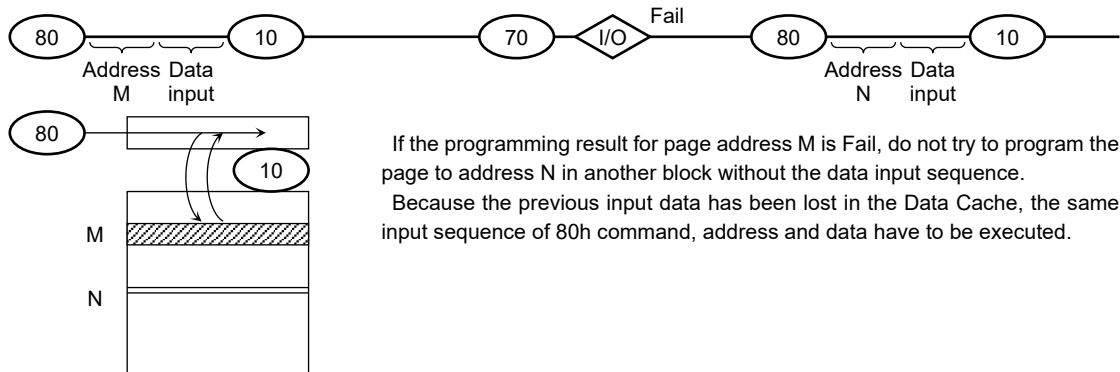 Fail
80 10 70 I/O 80 10
Address Data Address Data
M input N input
80
10
If the programming result for page address M is Fail, do not try to program the
page to address N in another block without the data input sequence.
Because the previous input data has been lost in the Data Cache, the same
input sequence of 80h command, address and data have to be executed.
M
N